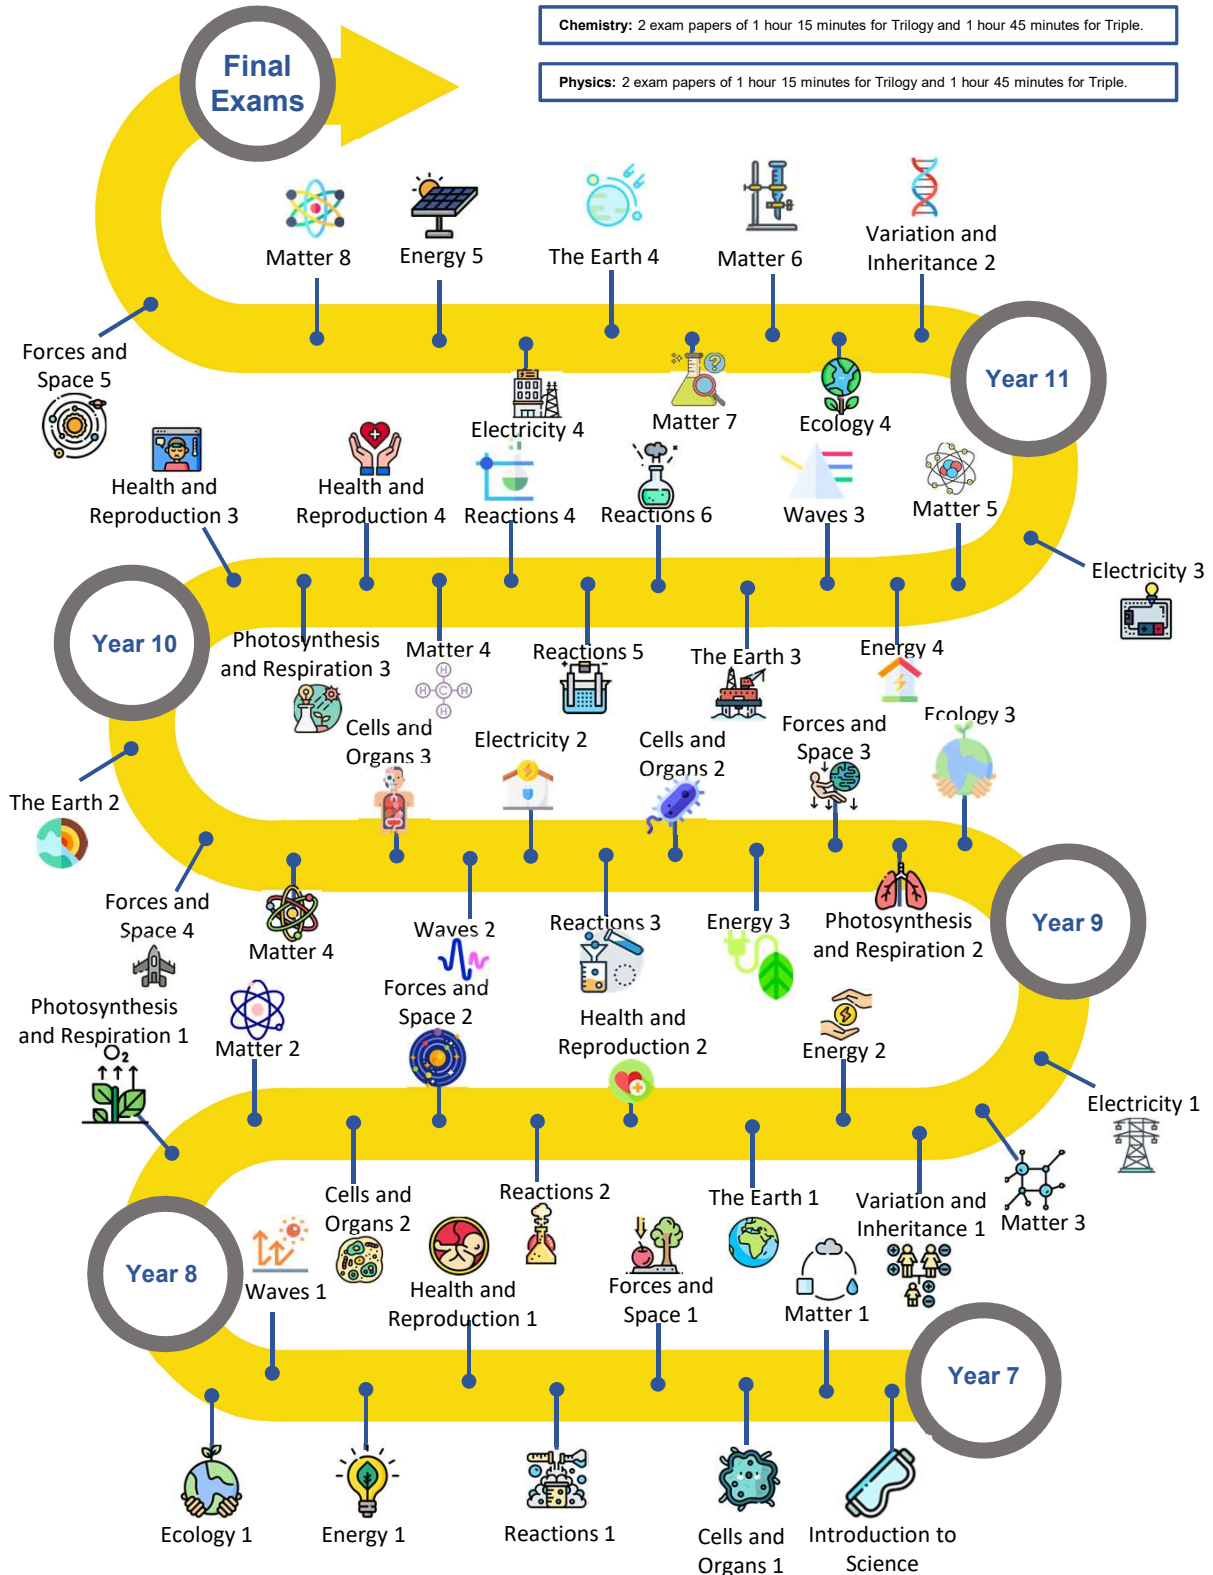 Chemistry: 2 exam papers of 1 hour 15 minutes for Trilogy and 1 hour 45 minutes for Triple.
Physics: 2 exam papers of 1 hour 15 minutes for Trilogy and 1 hour 45 minutes for Triple.
Final
Exams
Matter 8
Energy 5
The Earth 4
Matter 6
Variation and
Inheritance 2
Forces and
Space 5
Year 11
Electricity 4
Matter 7
Ecology 4
Health and
Reproduction 3
Health and
Reproduction 4
Reactions 4
Reactions 6
Waves 3
Matter 5
Electricity 3
Year 10
Photosynthesis
and Respiration 3
Matter 4
H
H
C
H
H
Reactions 5
The Earth 3
Energy 4
Cells and
Organs 3
Electricity 2
Cells and
Organs 2
Forces and
Space 3
Ecology 3
The Earth 2
Forces and
Space 4
Matter 4
Waves 2
Reactions 3
Energy 3
Photosynthesis
and Respiration 2
Year 9
Photosynthesis
and Respiration 1
O2
Matter 2
Forces and
Space 2
Health and
Reproduction 2
Energy 2
Electricity 1
Cells and
Organs 2
Reactions 2
The Earth 1
Variation and
Inheritance 1
Matter 3
Year 8
Waves 1
Health and
Reproduction 1
Forces and
Space 1
Matter 1
Year 7
Ecology 1
Energy 1
Reactions 1
Cells and
Organs 1
Introduction to
Science